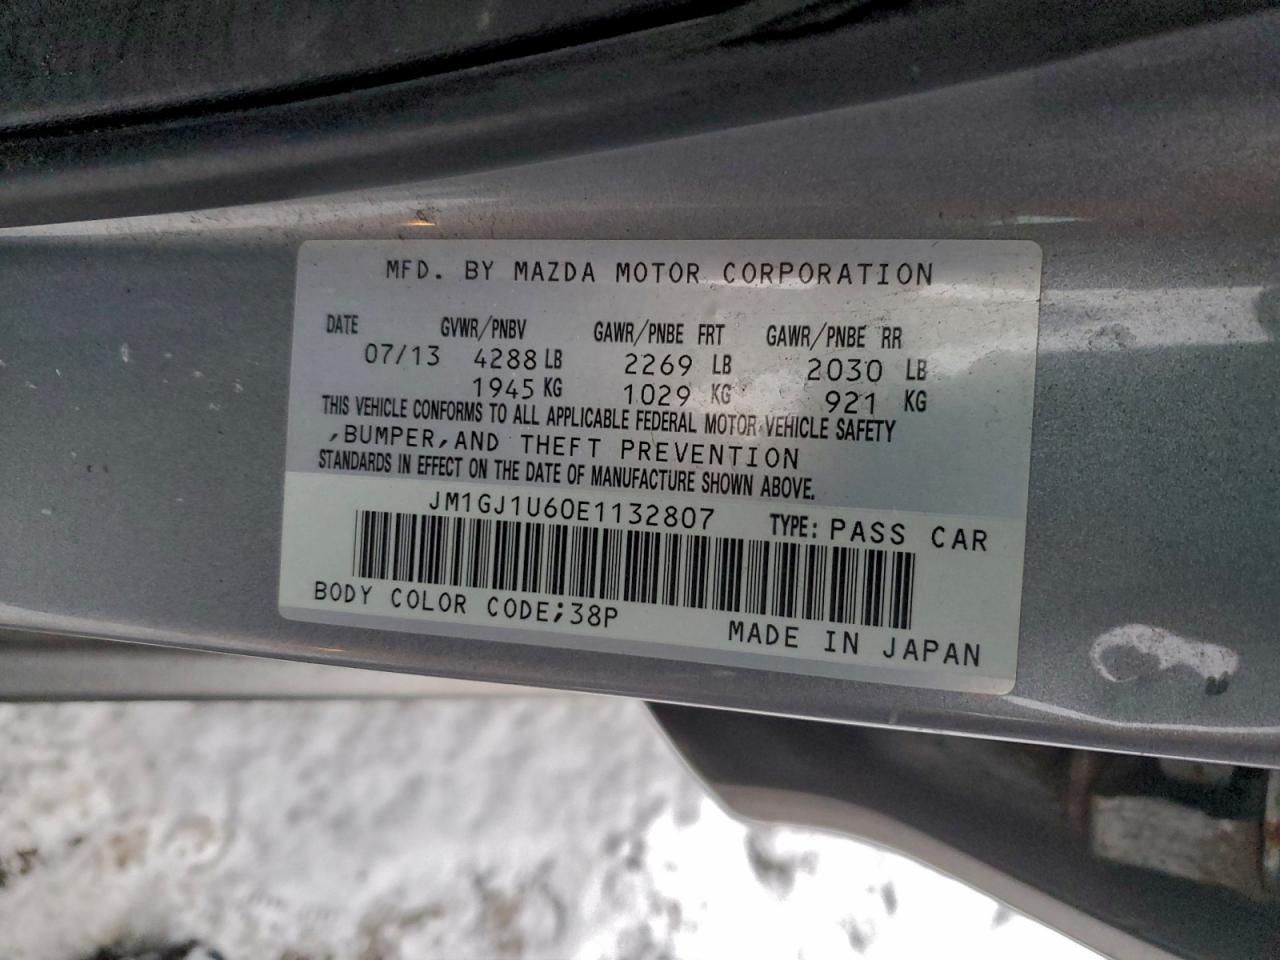 MFD. BY MAZDA MOTOR CORPORATION
DATE GVWR/PNBV GAWR/PNBE FRT GAWR/PNBE RR
07/13 4288 LB 2269 LB 2030 LB
1945 KG 1029 KG 921 KG
THIS VEHICLE CONFORMS TO ALL APPLICABLE FEDERAL MOTOR VEHICLE SAFETY
,BUMPER,AND THEFT PREVENTION
STANDARDS IN EFFECT ON THE DATE OF MANUFACTURE SHOWN ABOVE.
JM1GJ1U60E1132807 TYPE: PASS CAR
BODY COLOR CODE;38P
MADE IN JAPAN